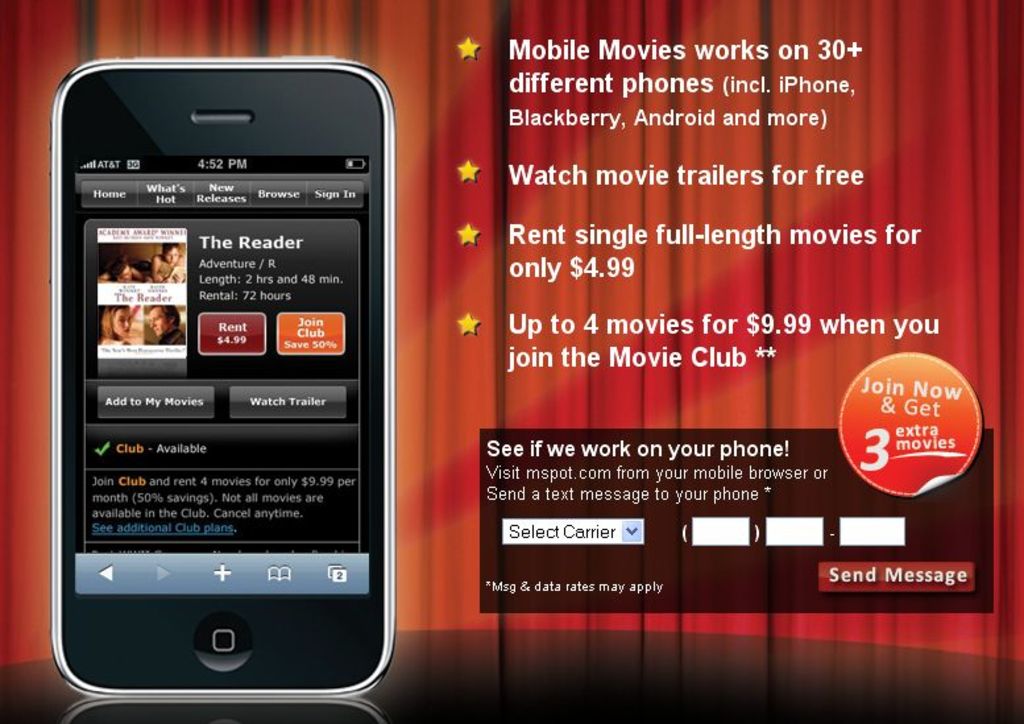 AT&T 3G 4:52 PM
Home What's Hot New Releases Browse Sign In
ACADEMY AWARD WINNER
The Reader
The Reader
Adventure / R
Length: 2 hrs and 48 min.
Rental: 72 hours
Rent
$4.99
Join
Club
Save 50%
Add to My Movies Watch Trailer
Club - Available
Join Club and rent 4 movies for only $9.99 per
month (50% savings). Not all movies are
available in the Club. Cancel anytime.
See additional Club plans.
2
Mobile Movies works on 30+
different phones (incl. iPhone,
Blackberry, Android and more)
Watch movie trailers for free
Rent single full-length movies for
only $4.99
Up to 4 movies for $9.99 when you
join the Movie Club **
Join Now
& Get
3 extra
movies
See if we work on your phone!
Visit mspot.com from your mobile browser or
Send a text message to your phone *
Select Carrier ( ) -
*Msg & data rates may apply
Send Message